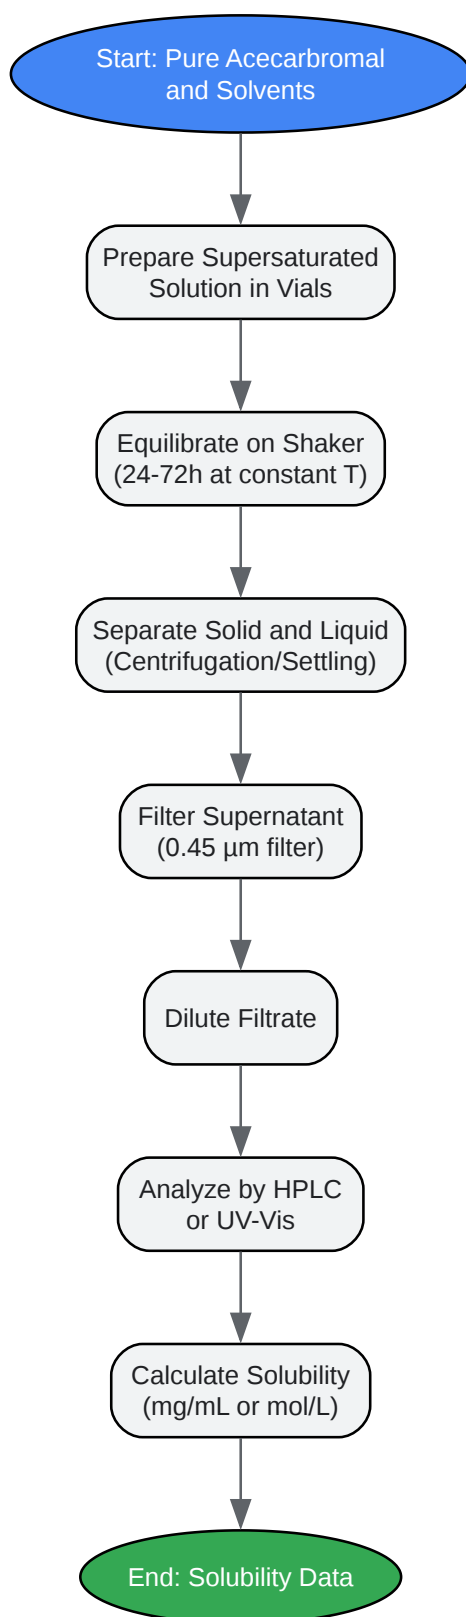 Start: Pure Acecarbromal
and Solvents
Prepare Supersaturated
Solution in Vials
Equilibrate on Shaker
(24-72h at constant T)
Separate Solid and Liquid
(Centrifugation/Settling)
Filter Supernatant
(0.45 µm filter)
Dilute Filtrate
Analyze by HPLC
or UV-Vis
Calculate Solubility
(mg/mL or mol/L)
End: Solubility Data